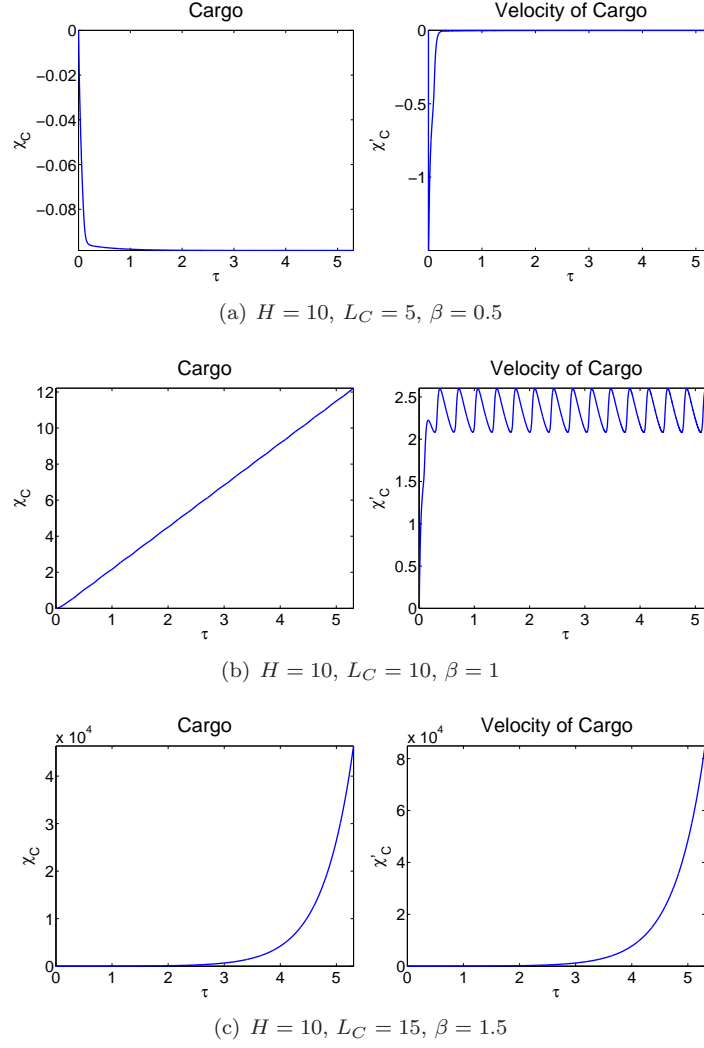 Cargo
Velocity of Cargo
0
−0.02
−0.04
−0.06
−0.08
χC
0 1 2 3 4 5
τ
0
−0.5
−1
χ'C
0 1 2 3 4 5
τ
(a) H = 10, LC = 5, β = 0.5
Cargo
Velocity of Cargo
12
10
8
6
4
2
0
χC
0 1 2 3 4 5
τ
2.5
2
1.5
1
0.5
0
χ'C
0 1 2 3 4 5
τ
(b) H = 10, LC = 10, β = 1
Cargo
Velocity of Cargo
x 10^4
4
3
2
1
0
χC
0 1 2 3 4 5
τ
x 10^4
8
6
4
2
0
χ'C
0 1 2 3 4 5
τ
(c) H = 10, LC = 15, β = 1.5